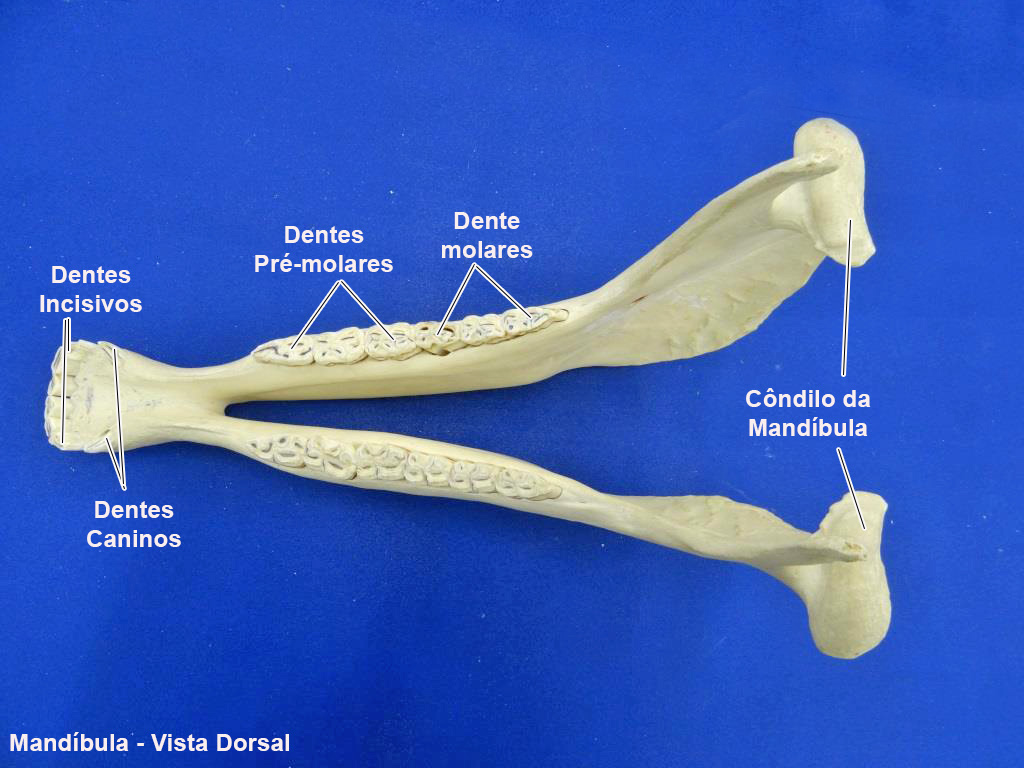 Dentes
Incisivos
Dentes
Pré-molares
Dente
molares
Côndilo da
Mandíbula
Dentes
Caninos
Mandíbula - Vista Dorsal